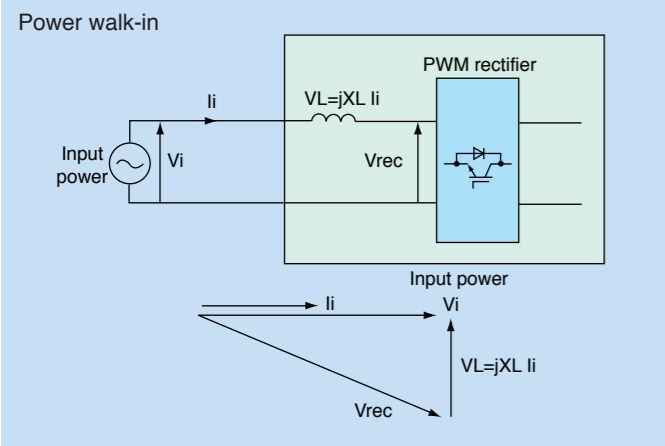 Power walk-in
PWM rectifier
Ii
VL=jXL Ii
Input
power
Vi
Vrec
Input power
Ii
Vi
VL=jXL Ii
Vrec